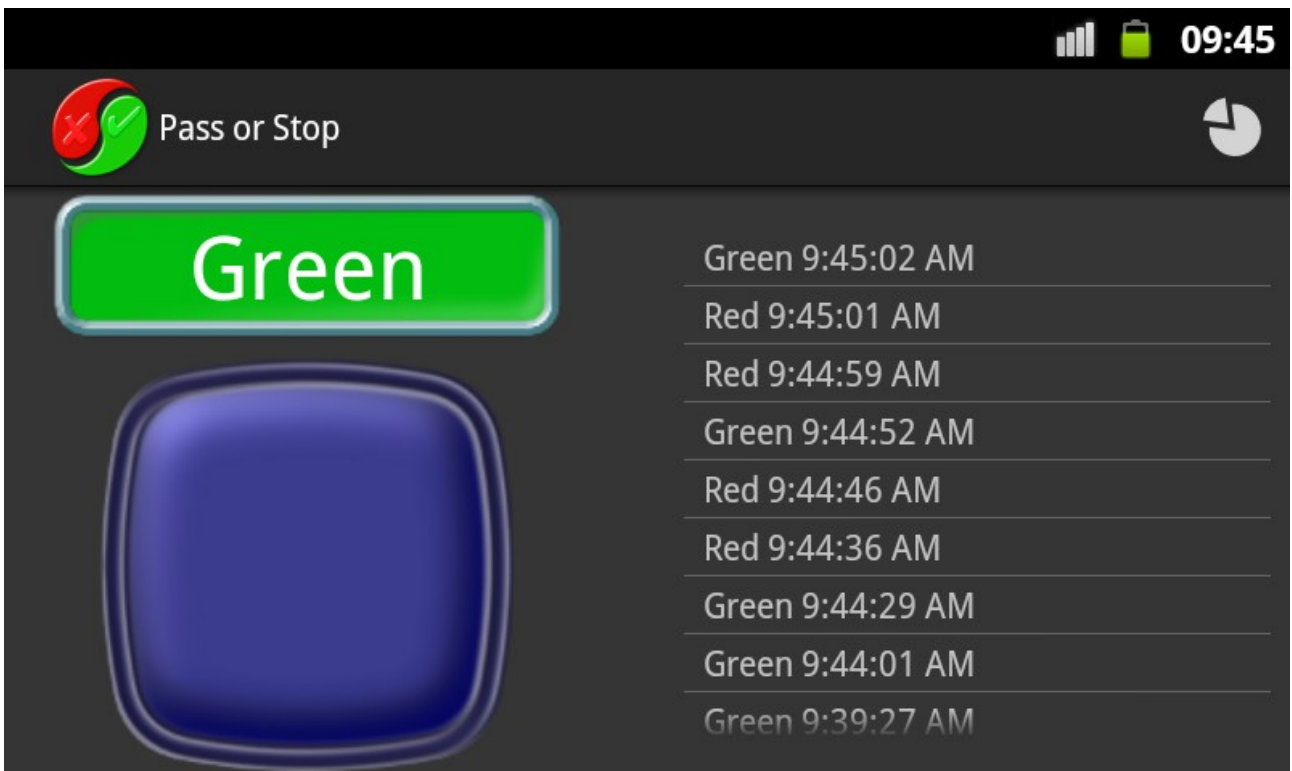 09:45
Pass or Stop
Green
Green 9:45:02 AM
Red 9:45:01 AM
Red 9:44:59 AM
Green 9:44:52 AM
Red 9:44:46 AM
Red 9:44:36 AM
Green 9:44:29 AM
Green 9:44:01 AM
Green 9:39:27 AM